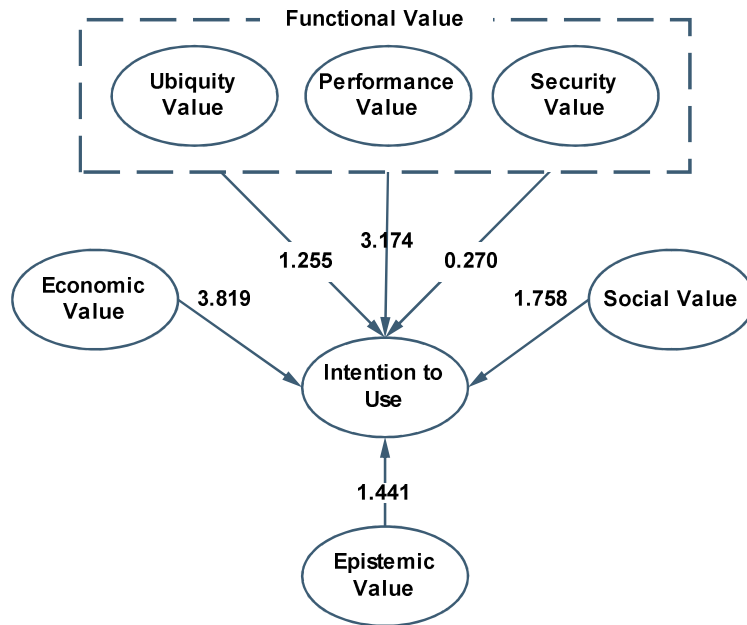 Functional Value
Ubiquity
Value
Performance
Value
Security
Value
1.255
3.174
0.270
Economic
Value
3.819
1.758
Social Value
Intention to
Use
1.441
Epistemic
Value